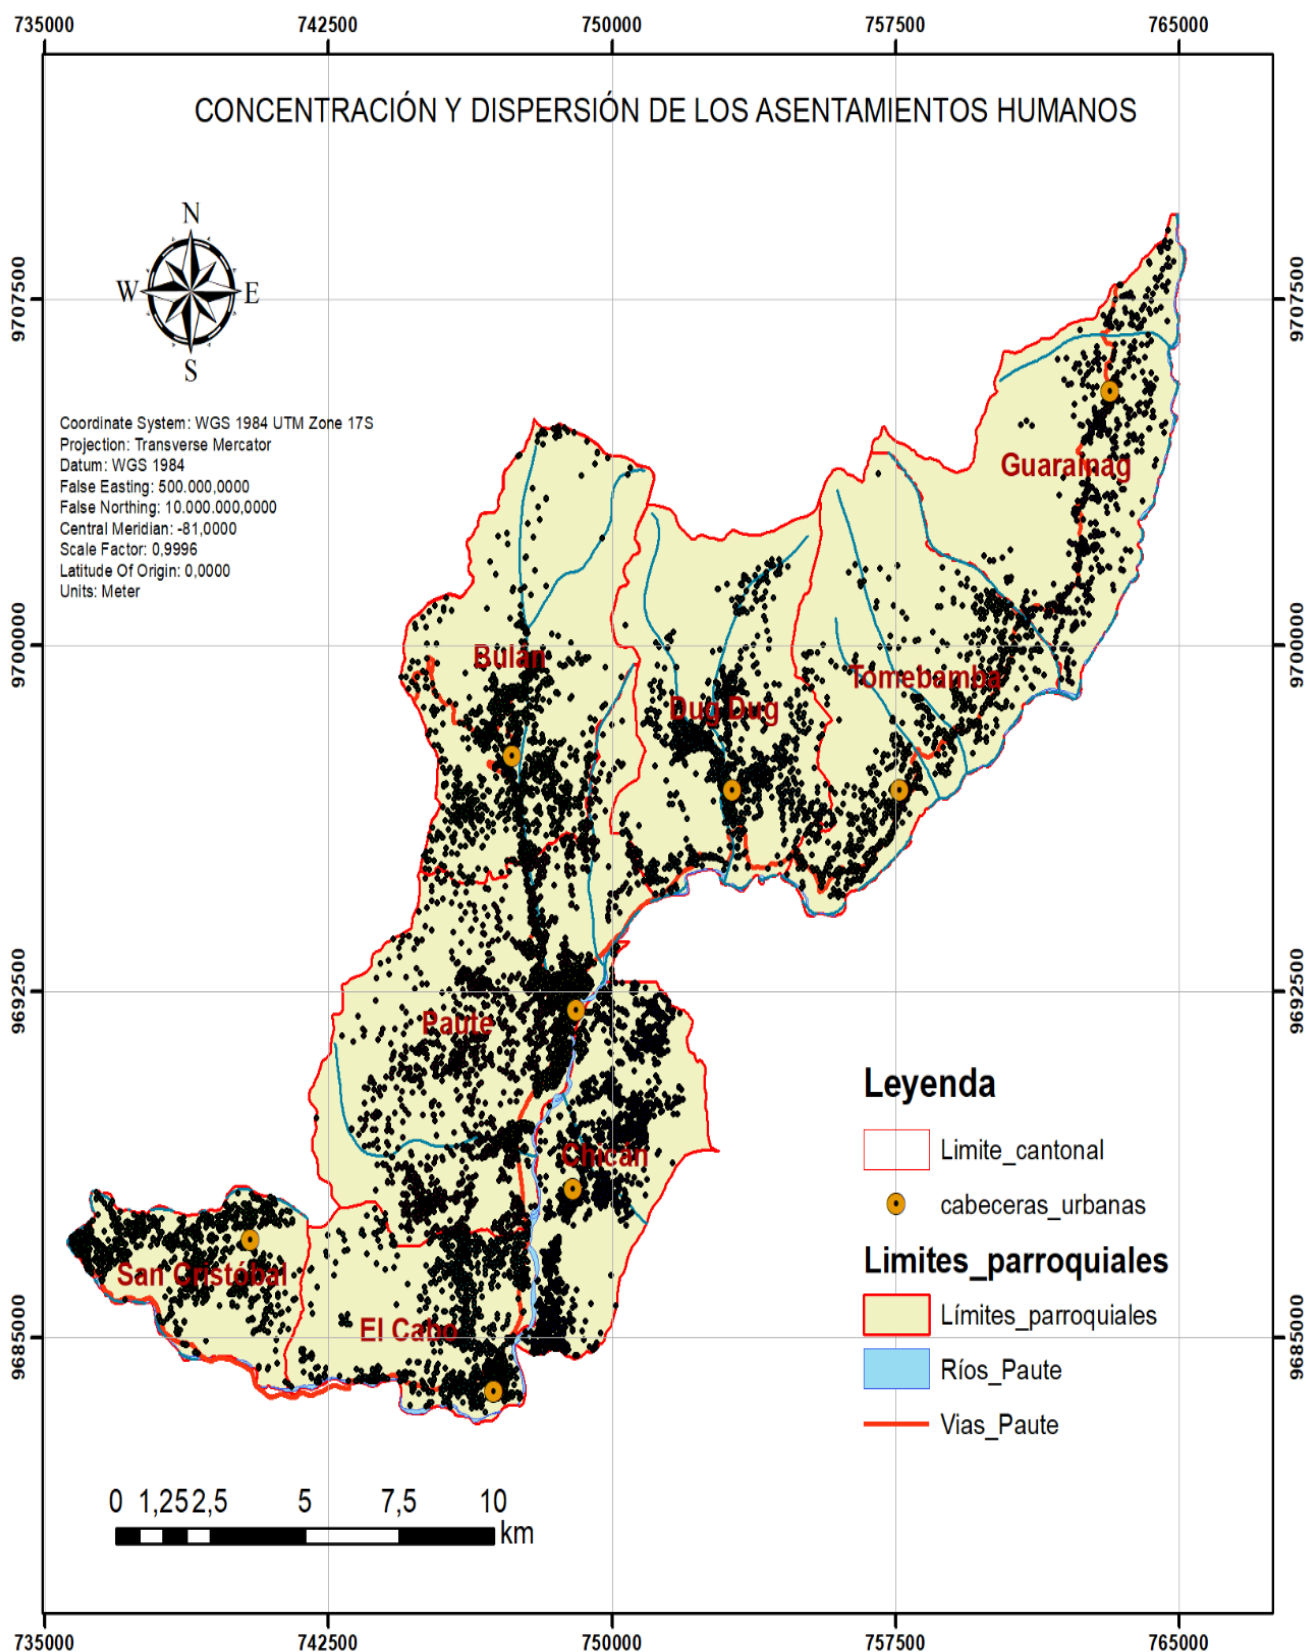 735000 742500 750000 757500 765000
CONCENTRACIÓN Y DISPERSIÓN DE LOS ASENTAMIENTOS HUMANOS
N
W E
S
9707500 9707500
Coordinate System: WGS 1984 UTM Zone 17S
Projection: Transverse Mercator
Datum: WGS 1984
False Easting: 500.000,0000
False Northing: 10.000.000,0000
Central Meridian: -81,0000
Scale Factor: 0,9996
Latitude Of Origin: 0,0000
Units: Meter
Guarainag
9700000 9700000
Bulán
Tomebamba
Dug Dug
9692500 9692500
Paute
Chicán
San Cristóbal
El Cabo
9685000 9685000
Leyenda
Limite_cantonal
cabeceras_urbanas
Limites_parroquiales
Límites_parroquiales
Ríos_Paute
Vias_Paute
0 1,25 2,5 5 7,5 10
km
735000 742500 750000 757500 765000